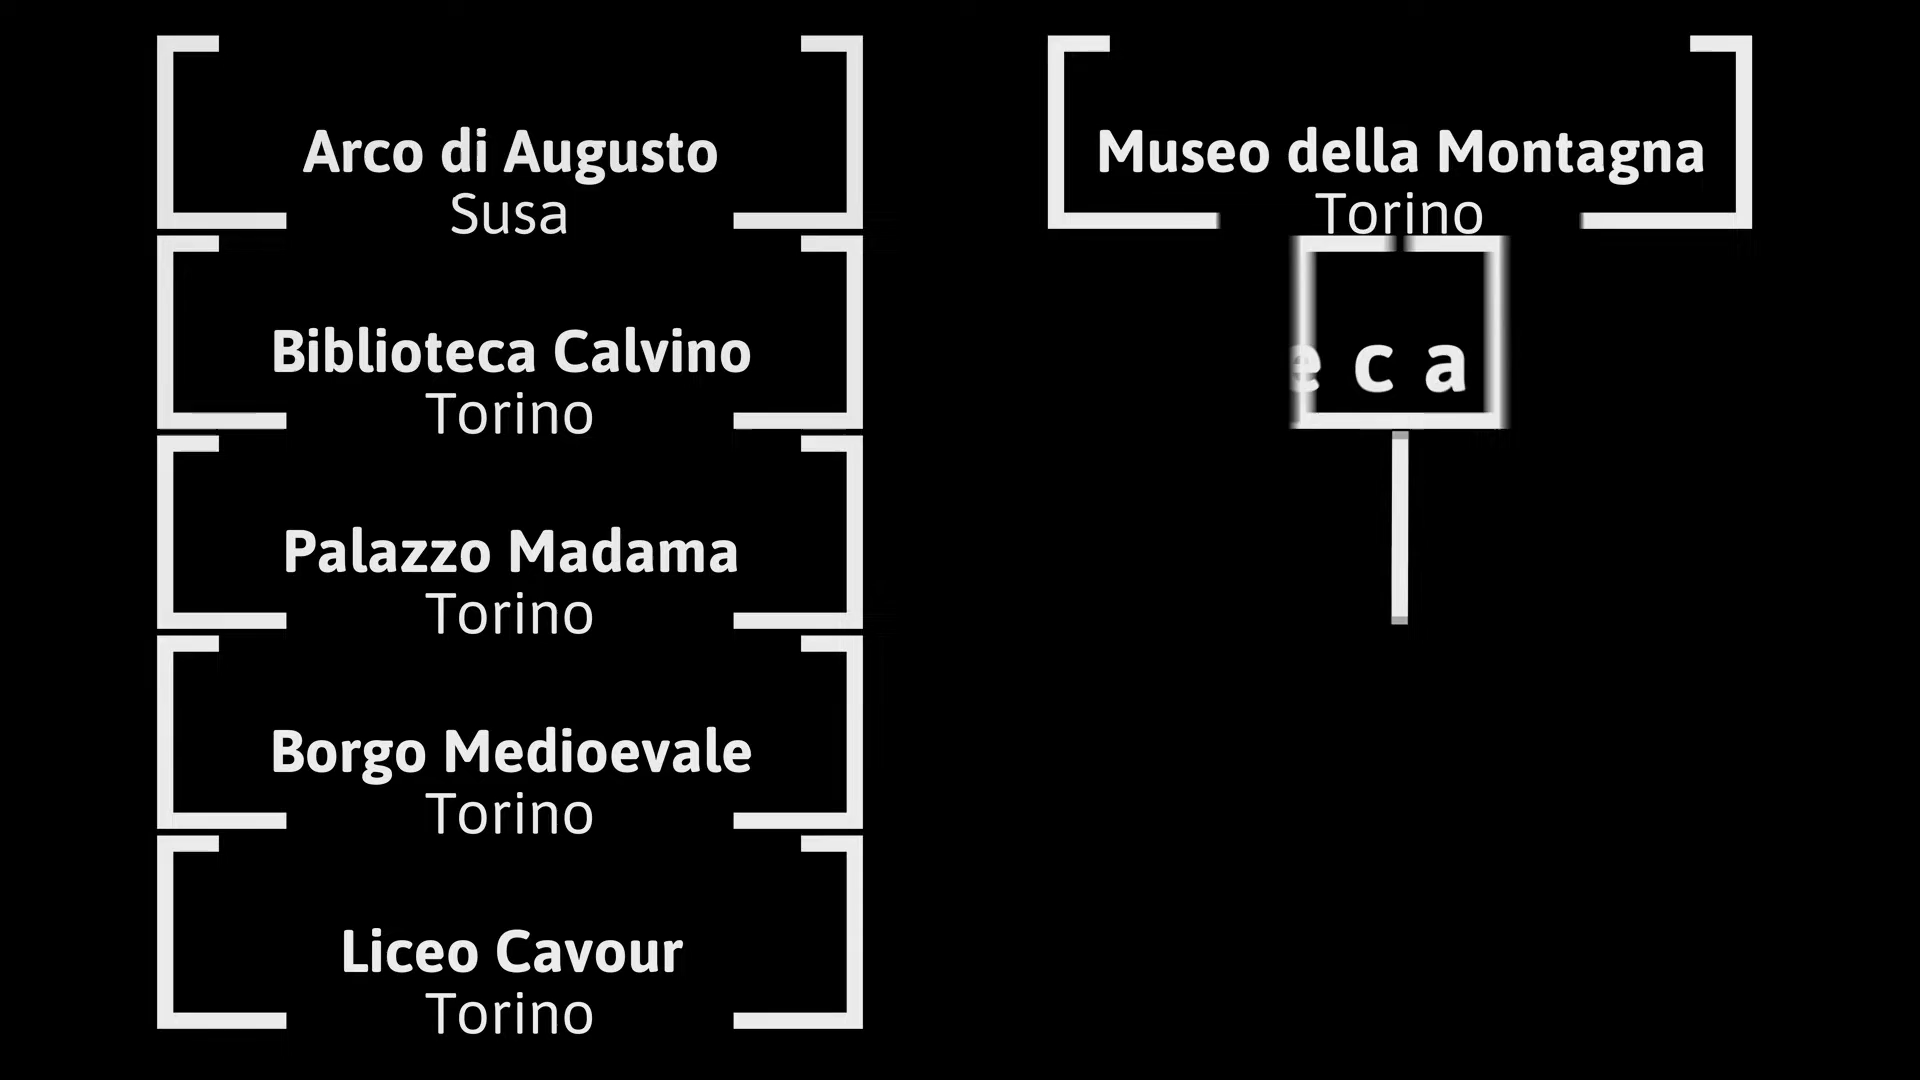 Arco di Augusto
Susa
Biblioteca Calvino
Torino
Palazzo Madama
Torino
Borgo Medioevale
Torino
Liceo Cavour
Torino
Museo della Montagna
Torino
eca